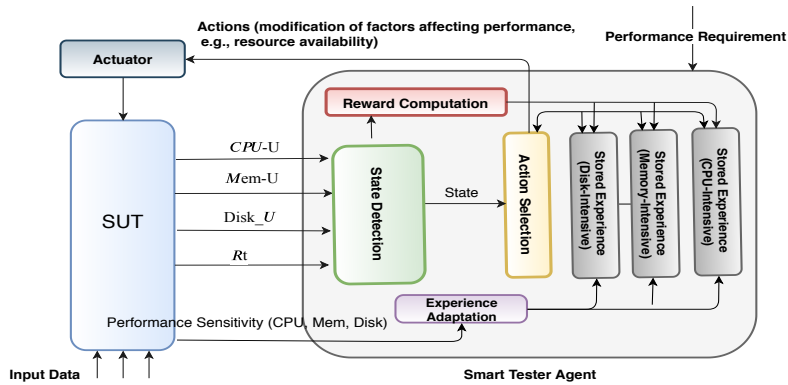 Actions (modification of factors affecting performance,
e.g., resource availability)
Performance Requirement
Actuator
Reward Computation
SUT
CPU-U
Mem-U
Disk_U
Rt
State Detection
State
Action Selection
Stored Experience
(Disk-Intensive)
Stored Experience
(Memory-Intensive)
Stored Experience
(CPU-Intensive)
Experience
Adaptation
Performance Sensitivity (CPU, Mem, Disk)
Input Data
Smart Tester Agent